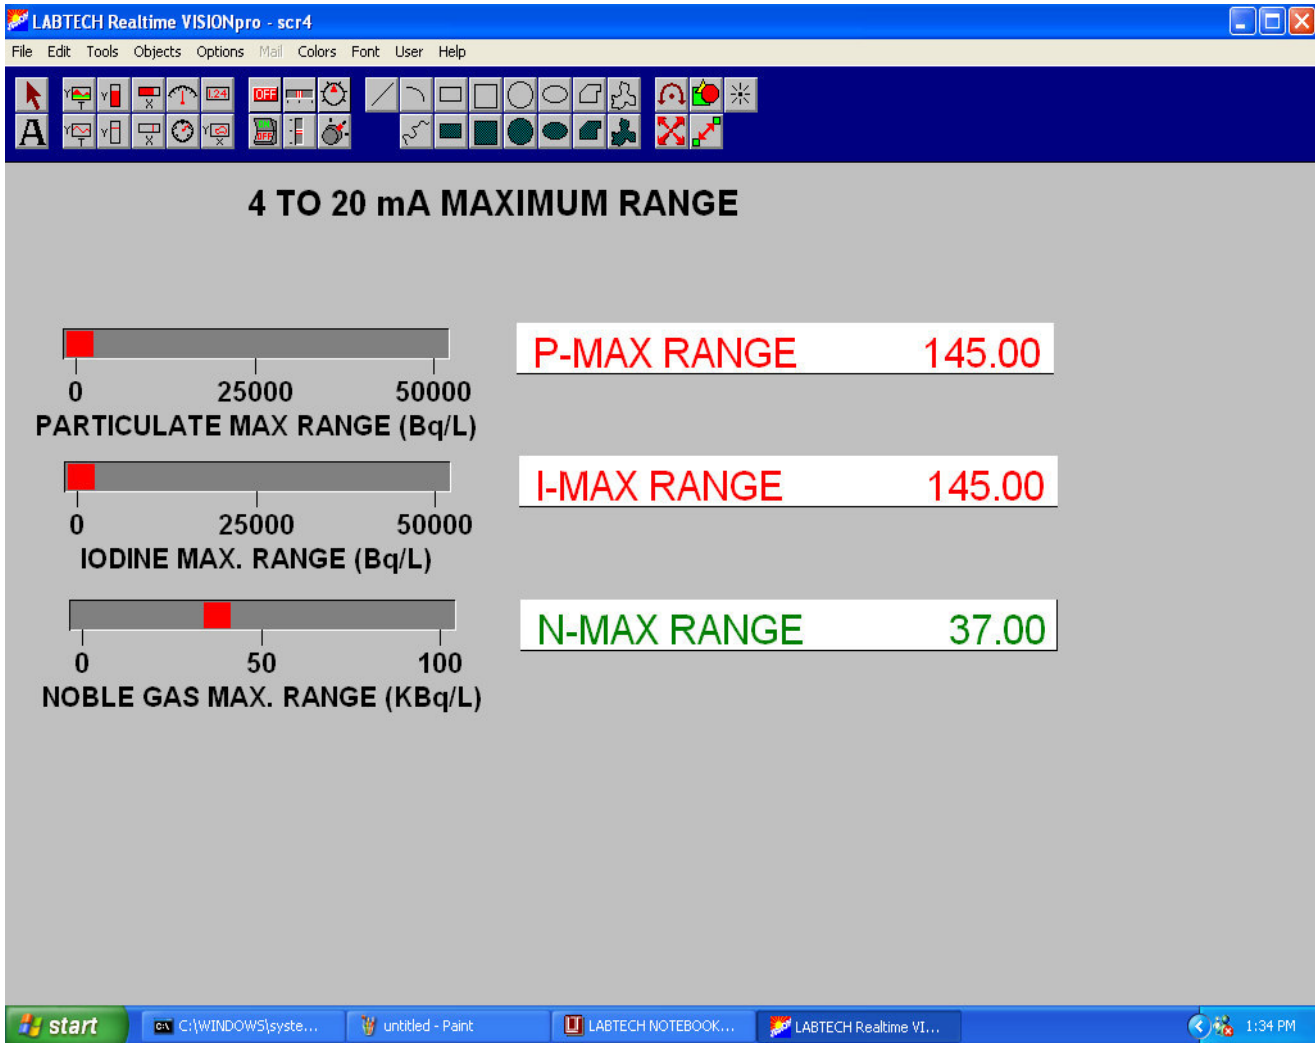 LABTECH Realtime VISIONpro - scr4
File Edit Tools Objects Options Mail Colors Font User Help
1.24 OFF
A OFF
4 TO 20 mA MAXIMUM RANGE
P-MAX RANGE 145.00
0 25000 50000
PARTICULATE MAX RANGE (Bq/L)
I-MAX RANGE 145.00
0 25000 50000
IODINE MAX. RANGE (Bq/L)
N-MAX RANGE 37.00
0 50 100
NOBLE GAS MAX. RANGE (KBq/L)
start C:\WINDOWS\syste... untitled - Paint LABTECH NOTEBOOK... LABTECH Realtime VI... 1:34 PM